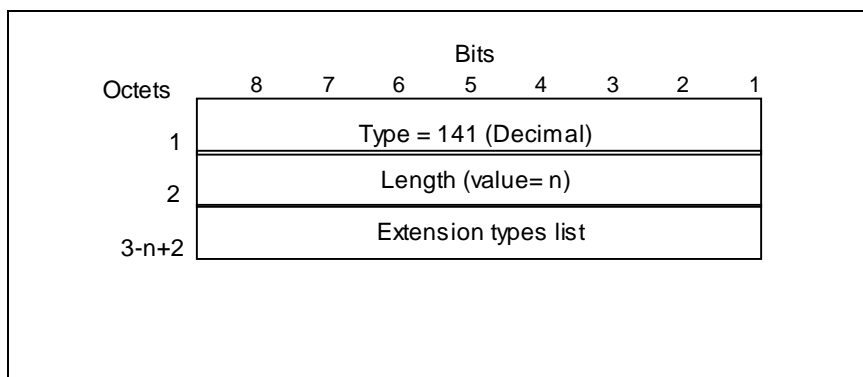 Bits
Octets 8 7 6 5 4 3 2 1
1 Type = 141 (Decimal)
2 Length (value= n)
3-n+2 Extension types list